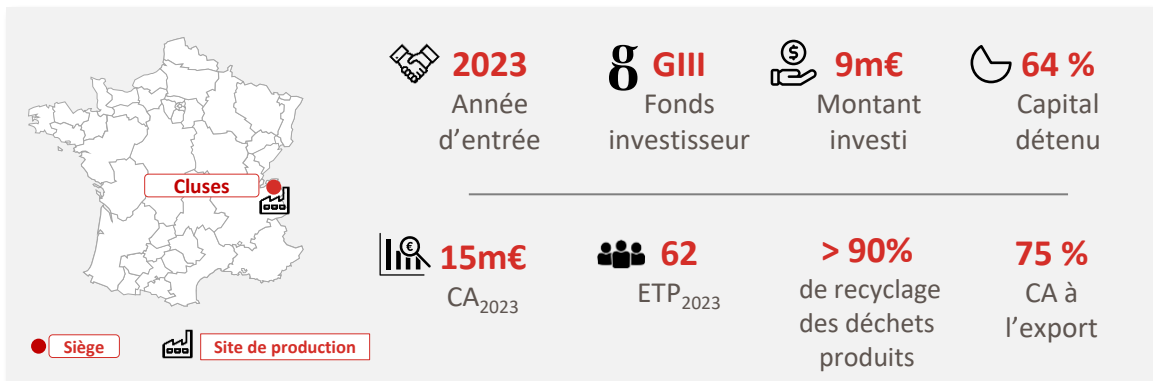 2023
Année
d'entrée
g GIII
Fonds
investisseur
9m€
Montant
investi
64 %
Capital
détenu
Cluses
15m€
CA2023
62
ETP2023
> 90%
de recyclage
des déchets
produits
75 %
CA à
l'export
Siège
Site de production